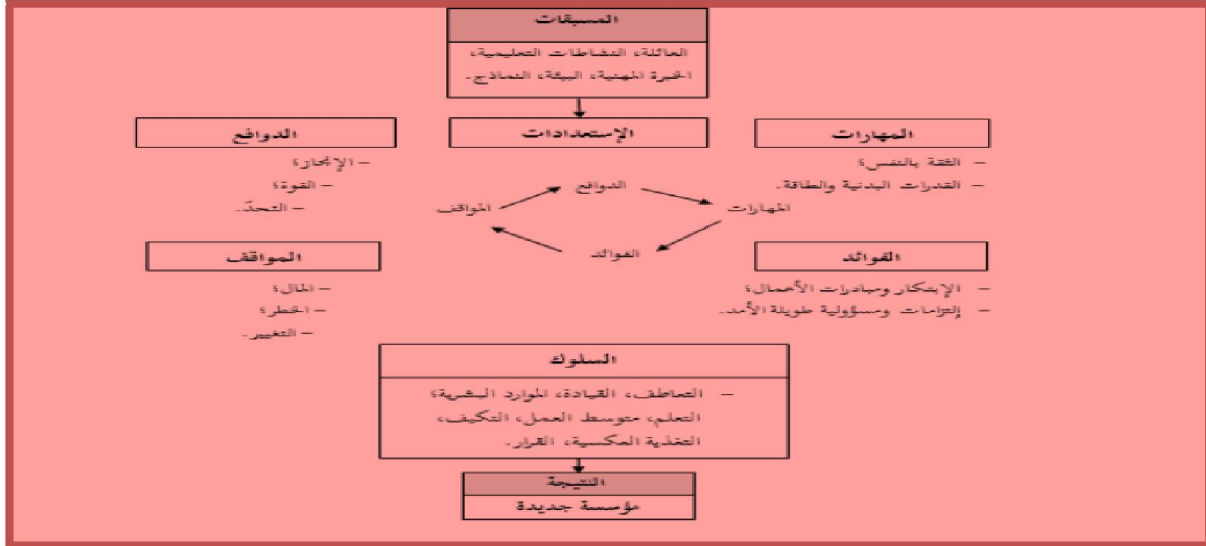 المسبقات
العائلة، النشاطات التعليمية،
الخبرة المهنية، البيئة، النماذج.
المهارات
– الثقة بالنفس؛
– القدرات البدنية والطاقة.
الإستعدادات
الدوافع
– الإنجاز؛
– القوة؛
– التحدّ.
الدوافع
المهارات
المواقف
الفوائد
الفوائد
– الإبتكار ومبادرات الأعمال؛
– إلتزامات ومسؤولية طويلة الأمد.
المواقف
– المال؛
– الخطر؛
– التغيير.
السلوك
– التعاطف، القيادة، الموارد البشرية؛
التعلم، متوسط العمل، التكيف،
التغذية العكسية، القرار.
النتيجة
مؤسسة جديدة